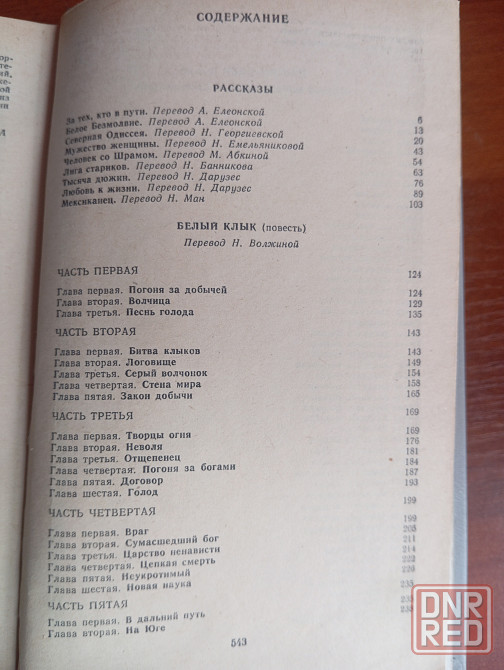 СОДЕРЖАНИЕ
РАССКАЗЫ
За тех, кто в пути. Перевод А. Елеонской 6
Белое Безмолвие. Перевод А. Елеонской 13
Северная Одиссея. Перевод Н. Георгиевской 20
Мужество женщины. Перевод Н. Емельяниковой 43
Человек со Шрамом. Перевод М. Абкиной 54
Лига стариков. Перевод Н. Банникова 63
Тысяча дюжин. Перевод Н. Дарузес 76
Любовь к жизни. Перевод Н. Дарузес 89
Мексиканец. Перевод Н. Ман 103
БЕЛЫЙ КЛЫК (повесть)
Перевод Н. Волжиной
ЧАСТЬ ПЕРВАЯ 124
Глава первая. Погоня за добычей 124
Глава вторая. Волчица 129
Глава третья. Песнь голода 135
ЧАСТЬ ВТОРАЯ 143
Глава первая. Битва клыков 143
Глава вторая. Логовище 149
Глава третья. Серый волчонок 154
Глава четвертая. Стена мира 158
Глава пятая. Закон добычи 165
ЧАСТЬ ТРЕТЬЯ 169
Глава первая. Творцы огня 169
Глава вторая. Неволя 176
Глава третья. Отщепенец 181
Глава четвертая. Погоня за богами 184
Глава пятая. Договор 187
Глава шестая. Голод 193
ЧАСТЬ ЧЕТВЕРТАЯ 199
Глава первая. Враг 199
Глава вторая. Сумасшедший бог 205
Глава третья. Царство ненависти 211
Глава четвертая. Цепкая смерть 214
Глава пятая. Неукротимый 222
Глава шестая. Новая наука
ЧАСТЬ ПЯТАЯ 233
Глава первая. В дальний путь 233
Глава вторая. На Юге
543
DNR
RED